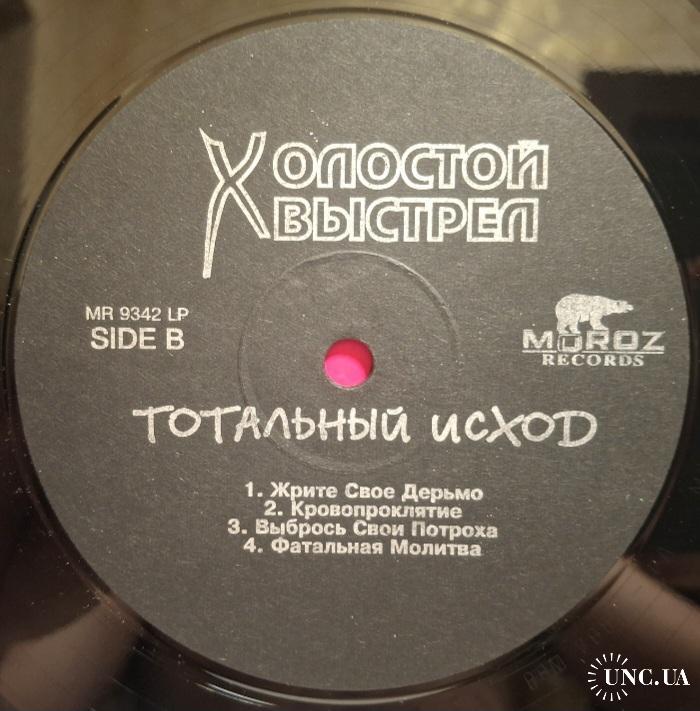 ХОЛОСТОЙ
ВЫСТРЕЛ
MR 9342 LP
SIDE B
MOROZ
RECORDS
ТОТАЛЬНЫЙ ИСХОД
1. Жрите Свое Дерьмо
2. Кровопроклятие
3. Выбрось Свои Потроха
4. Фатальная Молитва
UNC.UA